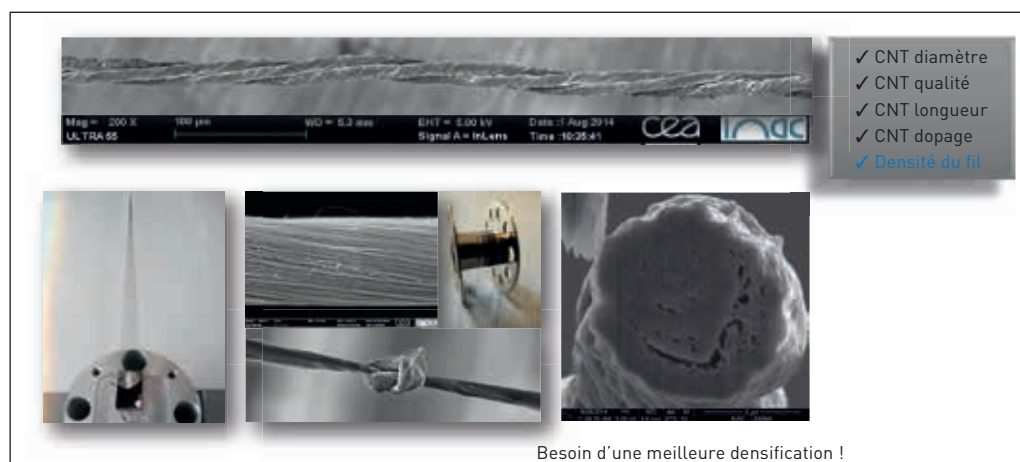 ✓ CNT diamètre
✓ CNT qualité
✓ CNT longueur
✓ CNT dopage
✓ Densité du fil
Mag = 200 X 100 µm WD = 5.3 mm EHT = 5.00 kV Date :1 Aug 2014
ULTRA 55 Signal A = InLens Time :10:35:41
cea inac
cea
Besoin d'une meilleure densification !